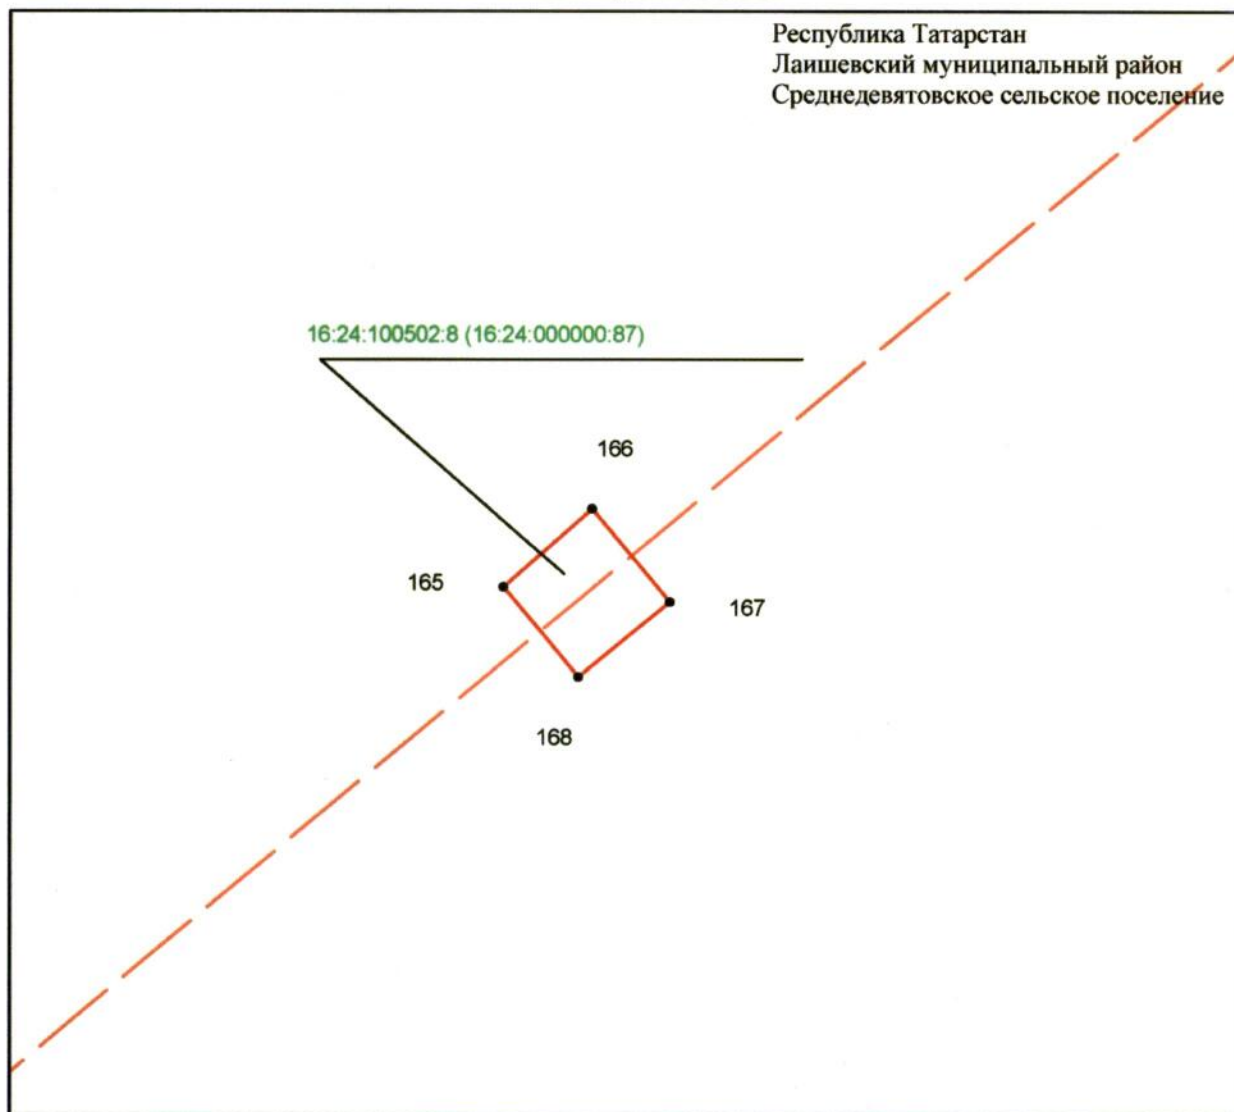 Республика Татарстан
Лаишевский муниципальный район
Среднедевятовское сельское поселение
16:24:100502:8 (16:24:000000:87)
166
165
167
168